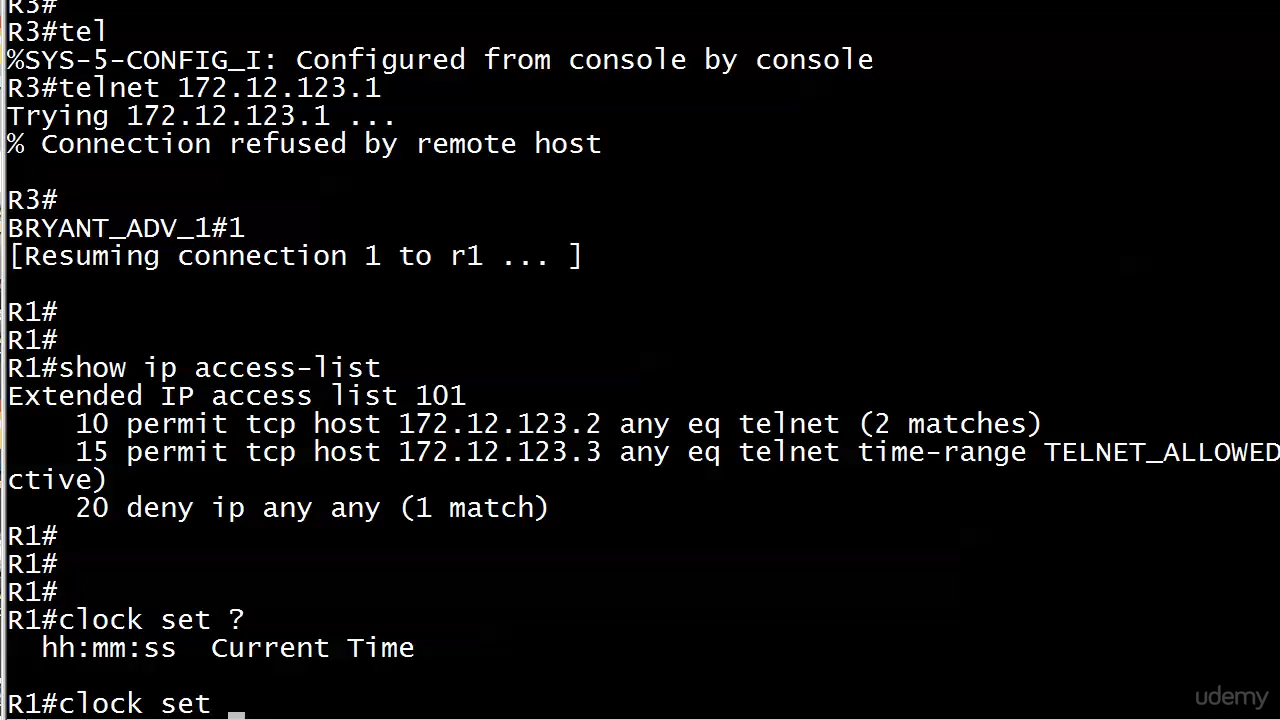 R3#
R3#tel
%SYS-5-CONFIG_I: Configured from console by console
R3#telnet 172.12.123.1
Trying 172.12.123.1 ...
% Connection refused by remote host
R3#
BRYANT_ADV_1#1
[Resuming connection 1 to r1 ... ]
R1#
R1#
R1#show ip access-list
Extended IP access list 101
    10 permit tcp host 172.12.123.2 any eq telnet (2 matches)
    15 permit tcp host 172.12.123.3 any eq telnet time-range TELNET_ALLOWED
ctive)
    20 deny ip any any (1 match)
R1#
R1#
R1#
R1#clock set ?
  hh:mm:ss  Current Time
R1#clock set
udemy